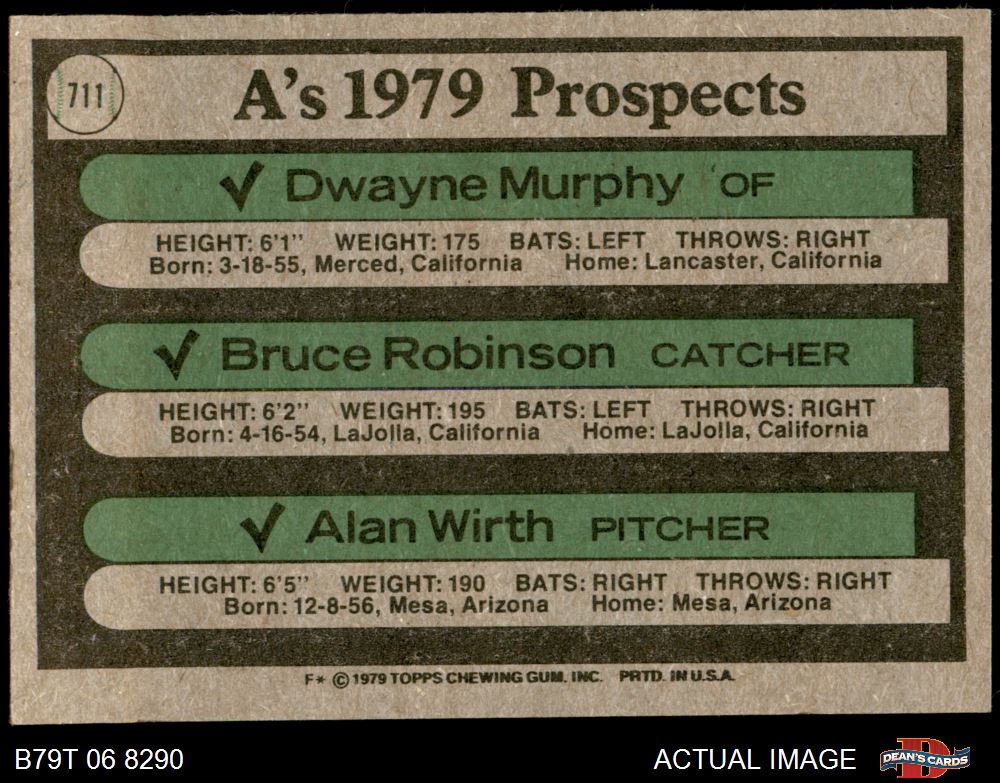 711
A's 1979 Prospects
✓ Dwayne Murphy OF
HEIGHT: 6'1" WEIGHT: 175 BATS: LEFT THROWS: RIGHT
Born: 3-18-55, Merced, California Home: Lancaster, California
✓ Bruce Robinson CATCHER
HEIGHT: 6'2" WEIGHT: 195 BATS: LEFT THROWS: RIGHT
Born: 4-16-54, LaJolla, California Home: LaJolla, California
✓ Alan Wirth PITCHER
HEIGHT: 6'5" WEIGHT: 190 BATS: RIGHT THROWS: RIGHT
Born: 12-8-56, Mesa, Arizona Home: Mesa, Arizona
F* © 1979 TOPPS CHEWING GUM, INC. PRTD. IN U.S.A.
B79T 06 8290 ACTUAL IMAGE
D
DEAN'S CARDS